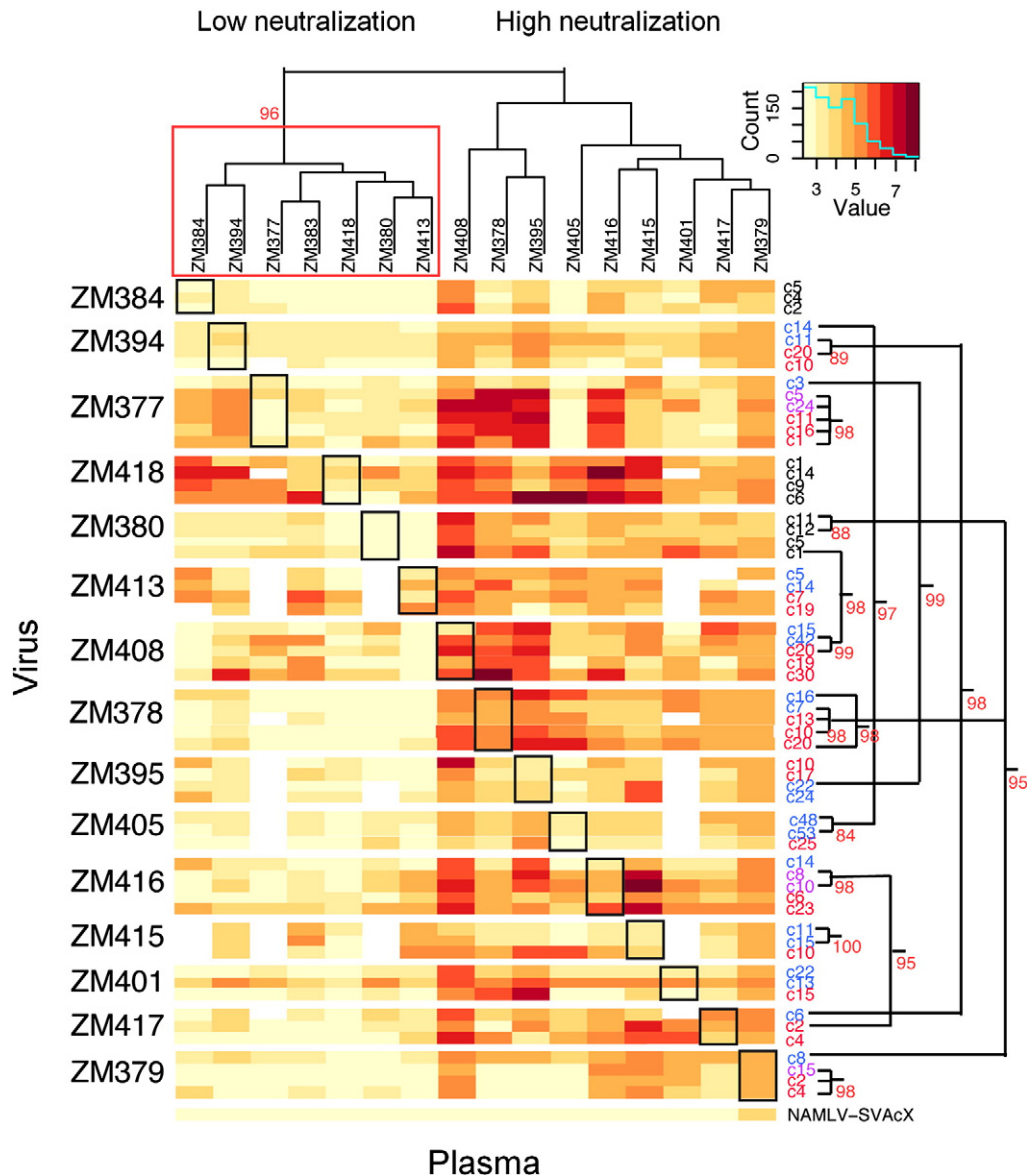 Low neutralization High neutralization
96
Count
0 150
3 5 7
Value
ZM384 ZM394 ZM377 ZM383 ZM418 ZM380 ZM413 ZM408 ZM378 ZM395 ZM405 ZM416 ZM415 ZM401 ZM417 ZM379
Virus
ZM384
c5
c4
c2
ZM394
c14
c11
c20
c10
89
ZM377
c3
c5
c24
c11
c16
c1
98
ZM418
c1
c14
c9
c6
ZM380
c11
c12
c5
c1
88
ZM413
c5
c14
c7
c19
98
97
99
ZM408
c15
c42
c20
c19
c30
99
ZM378
c16
c7
c13
c10
c20
98
98
98
ZM395
c19
c17
c22
c24
95
ZM405
c48
c53
c25
84
ZM416
c14
c8
c10
c6
c23
98
ZM415
c11
c15
c10
100
95
ZM401
c22
c13
c15
ZM417
c6
c2
c4
ZM379
c8
c15
c2
c4
98
NAMLV-SVAcX
Plasma